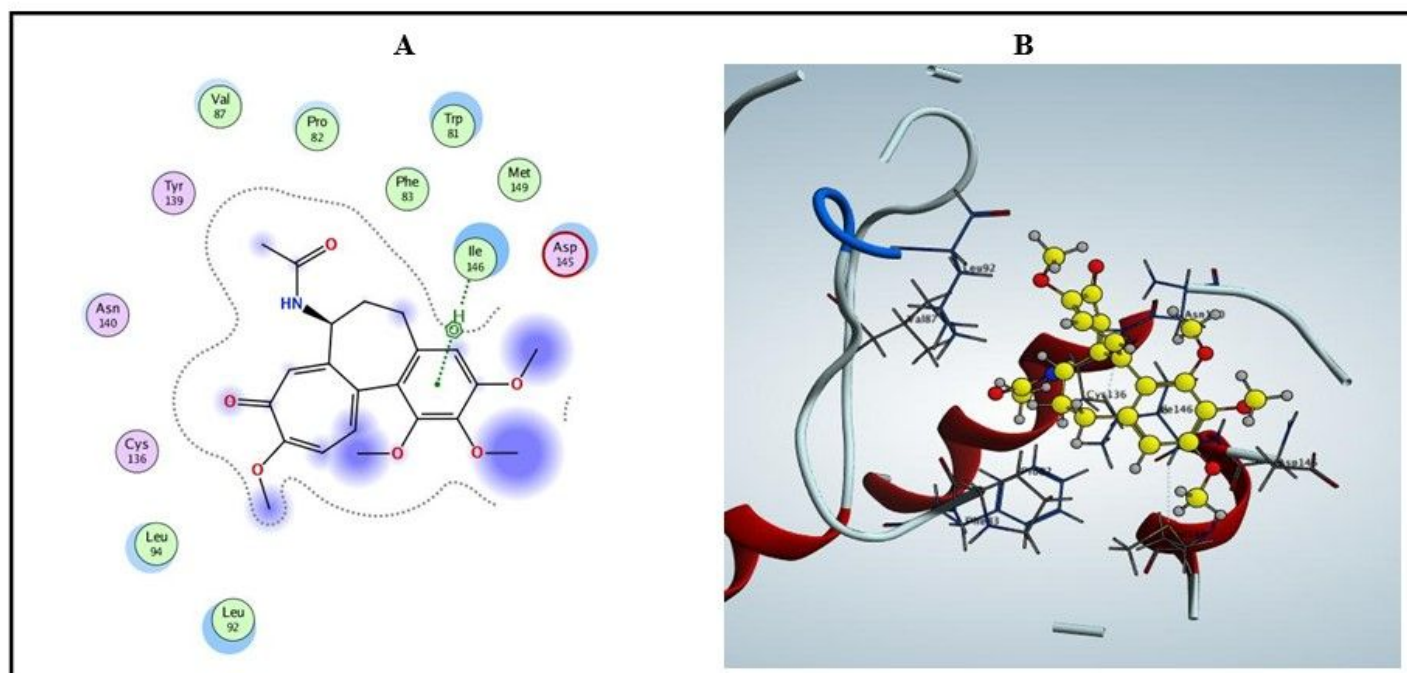 A
B
Val
87
Pro
82
Trp
81
Tyr
139
Phe
83
Met
149
Ile
146
Asp
145
Asn
140
O
HN
H
O
O
O
O
O
Cys
136
Leu
94
Leu
92
Leu92
Val87
Cys136